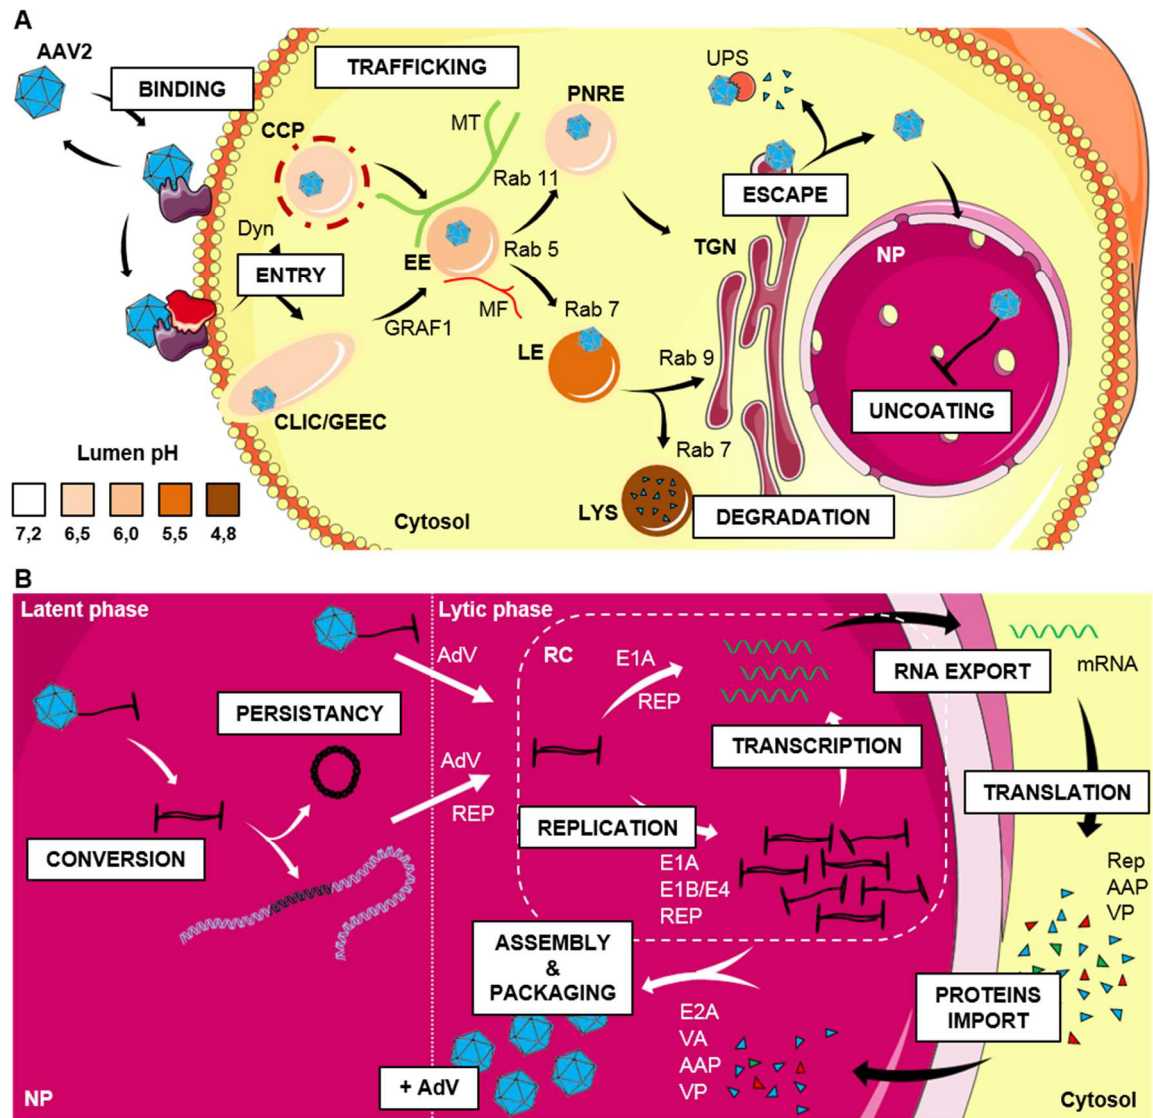 A
AAV2
BINDING
TRAFFICKING
UPS
CCP
MT
PNRE
Rab 11
ESCAPE
Dyn
ENTRY
EE
Rab 5
TGN
NP
MF
GRAF1
Rab 7
LE
Rab 9
CLIC/GEEC
UNCOATING
Rab 7
Lumen pH
7,2
6,5
6,0
5,5
4,8
Cytosol
LYS
DEGRADATION
B
Latent phase
Lytic phase
AdV
RC
E1A
REP
RNA EXPORT
mRNA
PERSISTANCY
TRANSCRIPTION
AdV
REP
TRANSLATION
CONVERSION
REPLICATION
E1A
E1B/E4
REP
Rep
AAP
VP
ASSEMBLY
&
PACKAGING
PROTEINS
IMPORT
E2A
VA
AAP
VP
+ AdV
NP
Cytosol